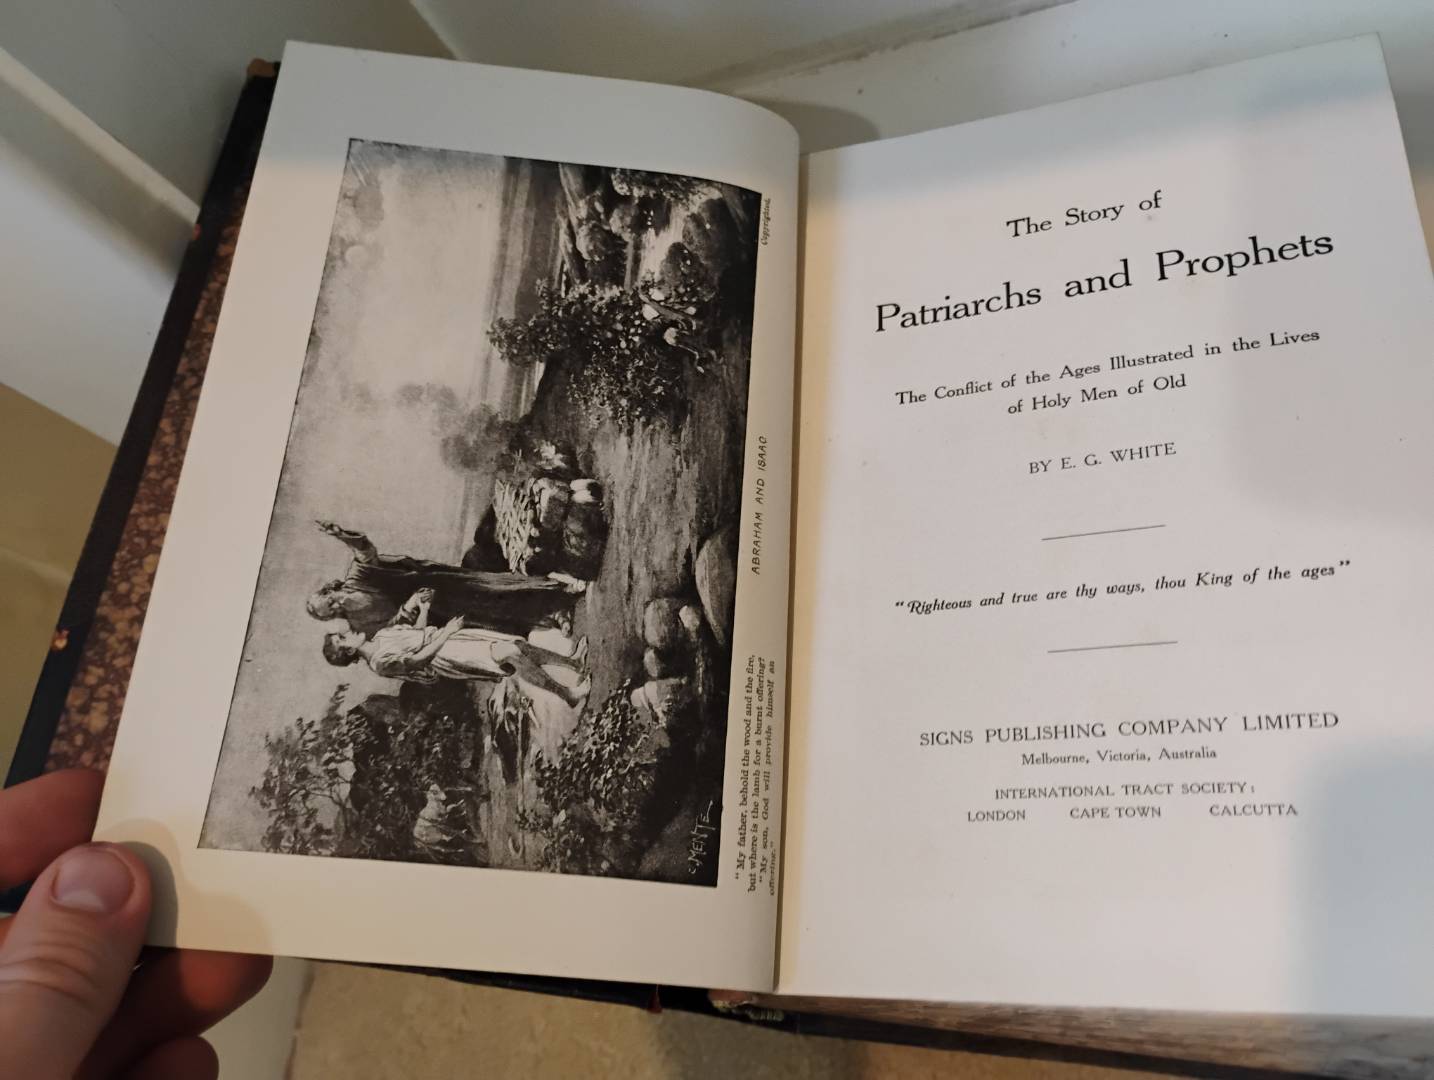 Copyrighted.
ABRAHAM AND ISAAC
"My father, behold the wood and the fire,
but where is the lamb for a burnt offering?
"My son, God will provide himself an
offering."
C MENTE
The Story of
Patriarchs and Prophets
The Conflict of the Ages Illustrated in the Lives
of Holy Men of Old
BY E. G. WHITE
"Righteous and true are thy ways, thou King of the ages"
SIGNS PUBLISHING COMPANY LIMITED
Melbourne, Victoria, Australia
INTERNATIONAL TRACT SOCIETY:
LONDON CAPE TOWN CALCUTTA